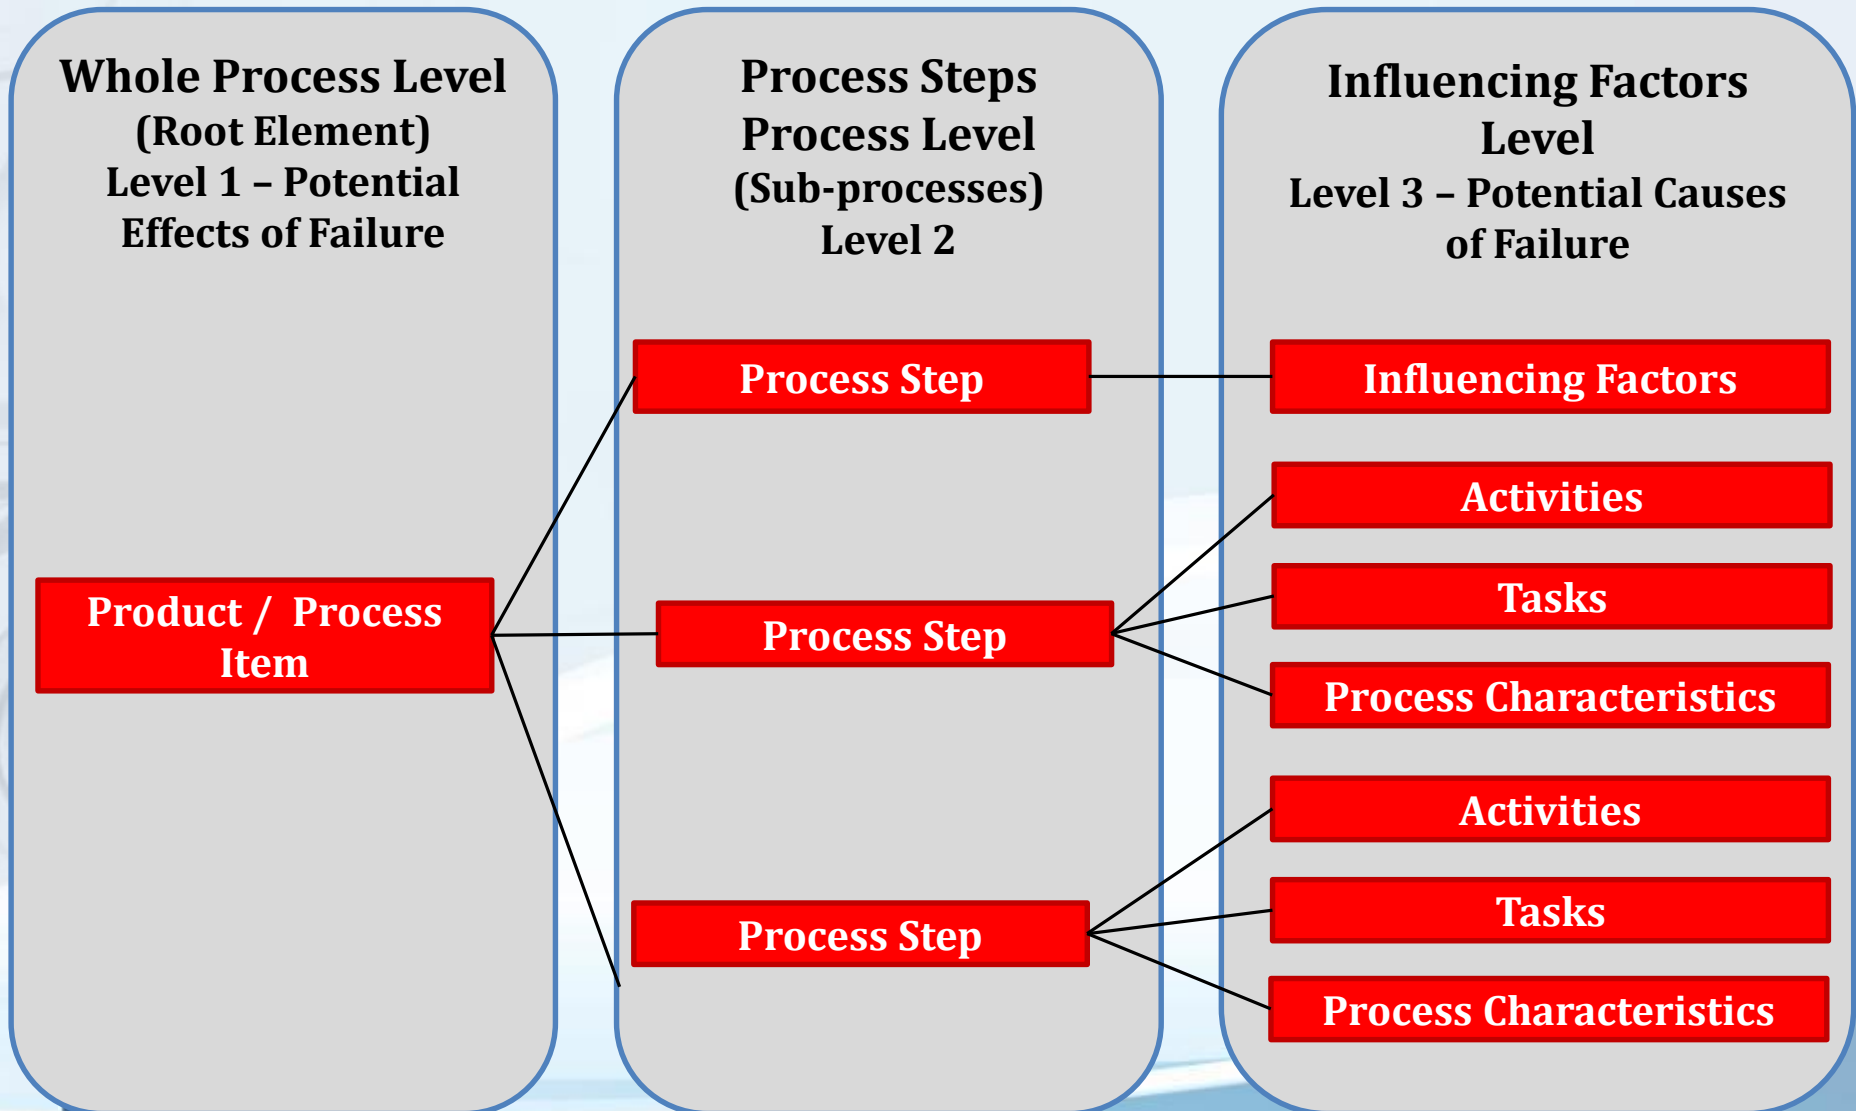 Whole Process Level
(Root Element)
Level 1 – Potential
Effects of Failure
Product /  Process
Item
Process Steps
Process Level
(Sub-processes)
Level 2
Process Step
Process Step
Process Step
Influencing Factors
Level
Level 3 – Potential Causes
of Failure
Influencing Factors
Activities
Tasks
Process Characteristics
Activities
Tasks
Process Characteristics